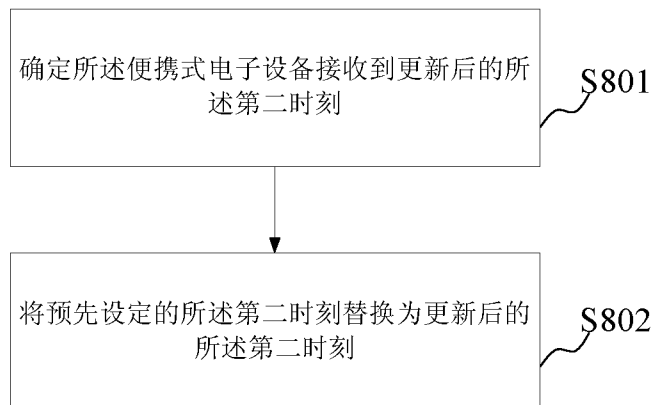 确定所述便携式电子设备接收到更新后的所
述第二时刻
S801
将预先设定的所述第二时刻替换为更新后的
所述第二时刻
S802